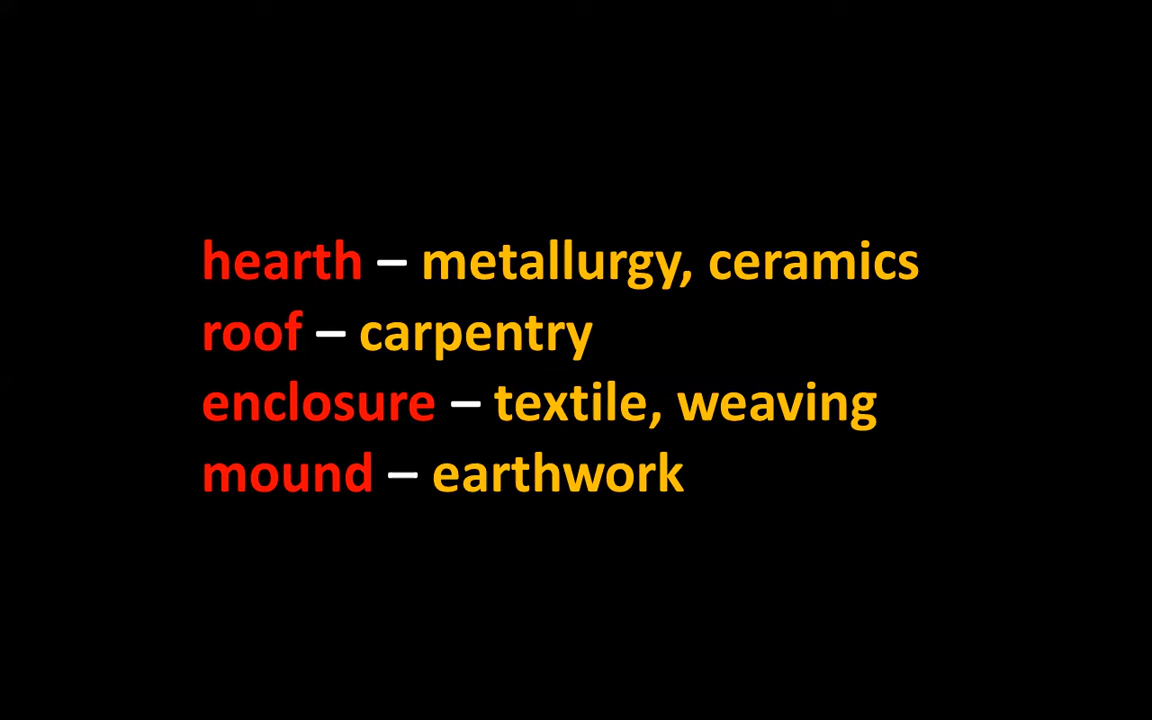 hearth – metallurgy, ceramics
roof – carpentry
enclosure – textile, weaving
mound – earthwork